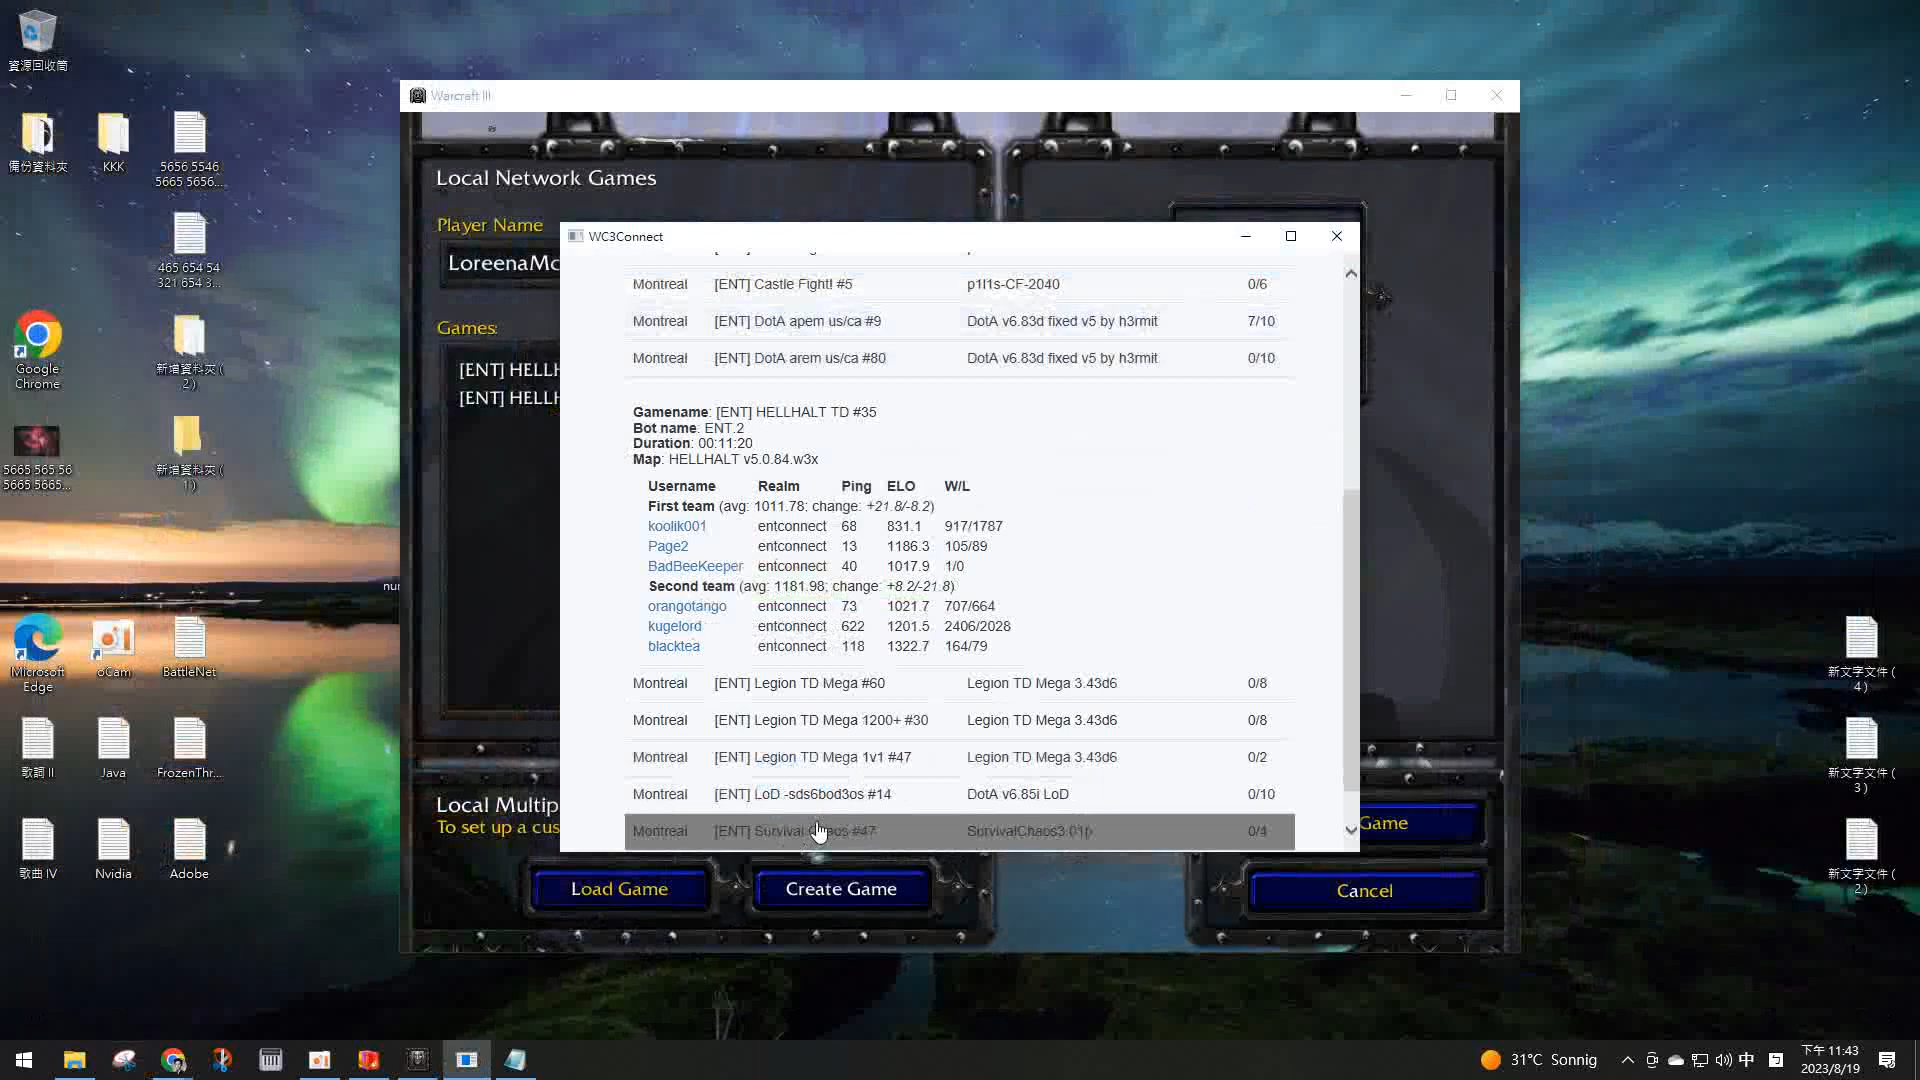 資源回收筒
備份資料夾
KKK
5656 5546
5665 5656...
465 654 54
321 654 3...
Google
Chrome
新增資料夾 (
2 )
5665 565 56
5665 5665...
新增資料夾 (
1 )
Microsoft
Edge
oCam
BattleNet
歌詞 II
Java
FrozenThr...
歌曲 IV
Nvidia
Adobe
Warcraft III
Local Network Games
Player Name
LoreenaMc
Games:
[ENT] HELLH
[ENT] HELLH
WC3Connect
Montreal [ENT] Castle Fight! #5 p1l1s-CF-2040 0/6
Montreal [ENT] DotA apem us/ca #9 DotA v6.83d fixed v5 by h3rmit 7/10
Montreal [ENT] DotA arem us/ca #80 DotA v6.83d fixed v5 by h3rmit 0/10
Gamename: [ENT] HELLHALT TD #35
Bot name: ENT.2
Duration: 00:11:20
Map: HELLHALT v5.0.84.w3x
Username Realm Ping ELO W/L
First team (avg: 1011.78; change: +21.8/-8.2)
koolik001 entconnect 68 831.1 917/1787
Page2 entconnect 13 1186.3 105/89
BadBeeKeeper entconnect 40 1017.9 1/0
Second team (avg: 1181.98; change: +8.2/-21.8)
orangotango entconnect 73 1021.7 707/664
kugelord entconnect 622 1201.5 2406/2028
blacktea entconnect 118 1322.7 164/79
Montreal [ENT] Legion TD Mega #60 Legion TD Mega 3.43d6 0/8
Montreal [ENT] Legion TD Mega 1200+ #30 Legion TD Mega 3.43d6 0/8
Montreal [ENT] Legion TD Mega 1v1 #47 Legion TD Mega 3.43d6 0/2
Montreal [ENT] LoD -sds6bod3os #14 DotA v6.85i LoD 0/10
Montreal [ENT] Survival Chaos #47 SurvivalChaos3.01p 0/4
Local Multip
To set up a cus
Game
Load Game
Create Game
Cancel
新文字文件 (
4 )
新文字文件 (
3 )
新文字文件 (
2 )
31°C Sonnig
中
下午 11:43
2023/8/19